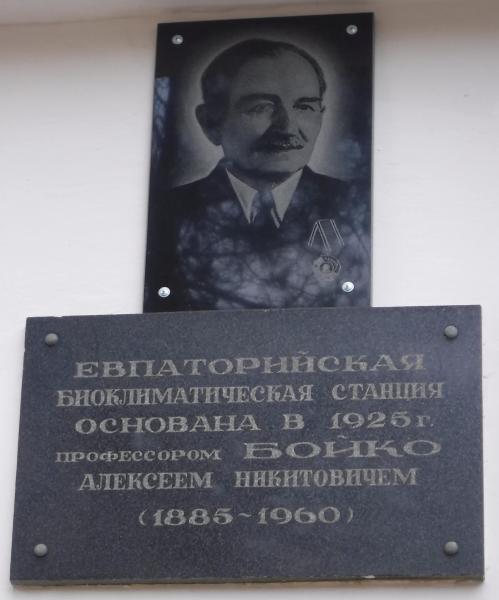 ЕВПАТОРИЙСКАЯ
БИОКЛИМАТИЧЕСКАЯ СТАНЦИЯ
ОСНОВАНА В 1925 г.
ПРОФЕССОРОМ БОЙКО
АЛЕКСЕЕМ НИКИТОВИЧЕМ
(1885~1960)